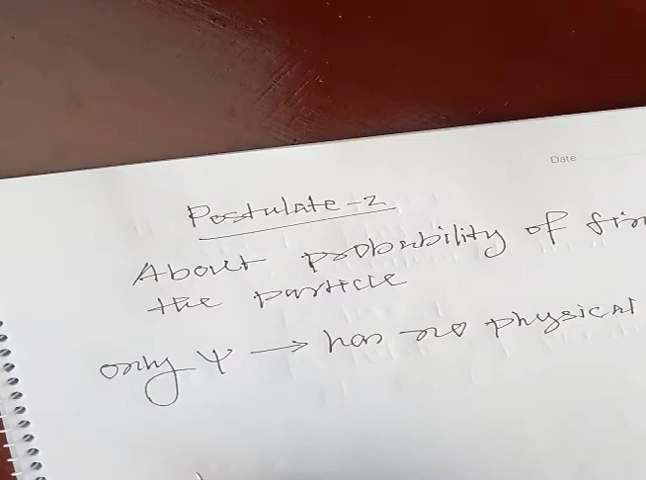 Date
Postulate-2
About probability of fin
the particle
only ψ → has no physical